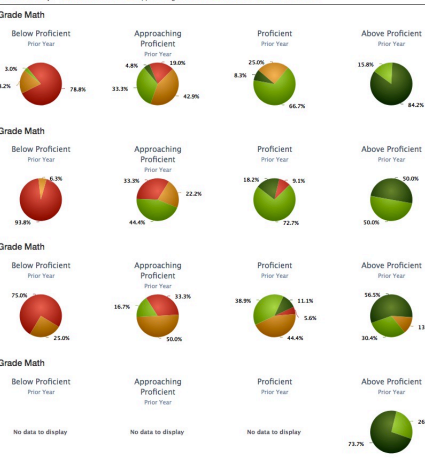 Grade Math
Below Proficient
Prior Year
3.0%
.2%
78.8%
Approaching
Proficient
Prior Year
4.8%
19.0%
33.3%
42.9%
Proficient
Prior Year
25.0%
8.3%
66.7%
Above Proficient
Prior Year
15.8%
84.2%
Grade Math
Below Proficient
Prior Year
6.3%
93.8%
Approaching
Proficient
Prior Year
33.3%
22.2%
44.4%
Proficient
Prior Year
18.2%
9.1%
72.7%
Above Proficient
Prior Year
50.0%
50.0%
Grade Math
Below Proficient
Prior Year
75.0%
25.0%
Approaching
Proficient
Prior Year
33.3%
16.7%
50.0%
Proficient
Prior Year
38.9%
11.1%
5.6%
44.4%
Above Proficient
Prior Year
56.5%
13
30.4%
Grade Math
Below Proficient
Prior Year
No data to display
Approaching
Proficient
Prior Year
No data to display
Proficient
Prior Year
No data to display
Above Proficient
Prior Year
26
73.7%